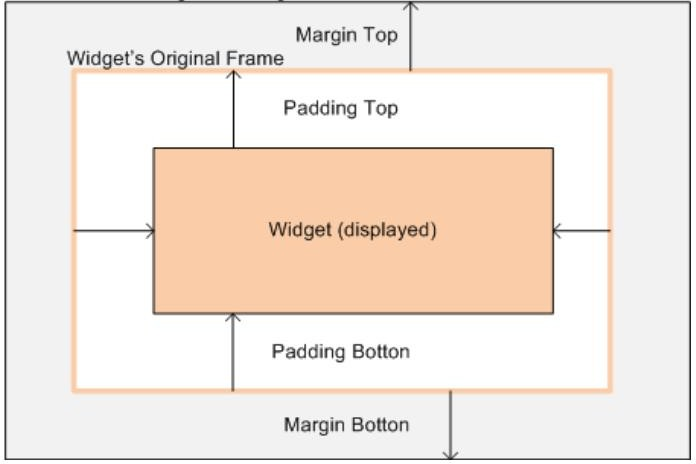 Margin Top
Widget's Original Frame
Padding Top
Widget (displayed)
Padding Botton
Margin Botton